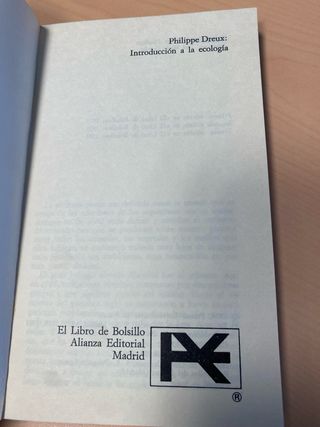 Philippe Dreux:
Introducción a la ecología
El Libro de Bolsillo
Alianza Editorial
Madrid
®